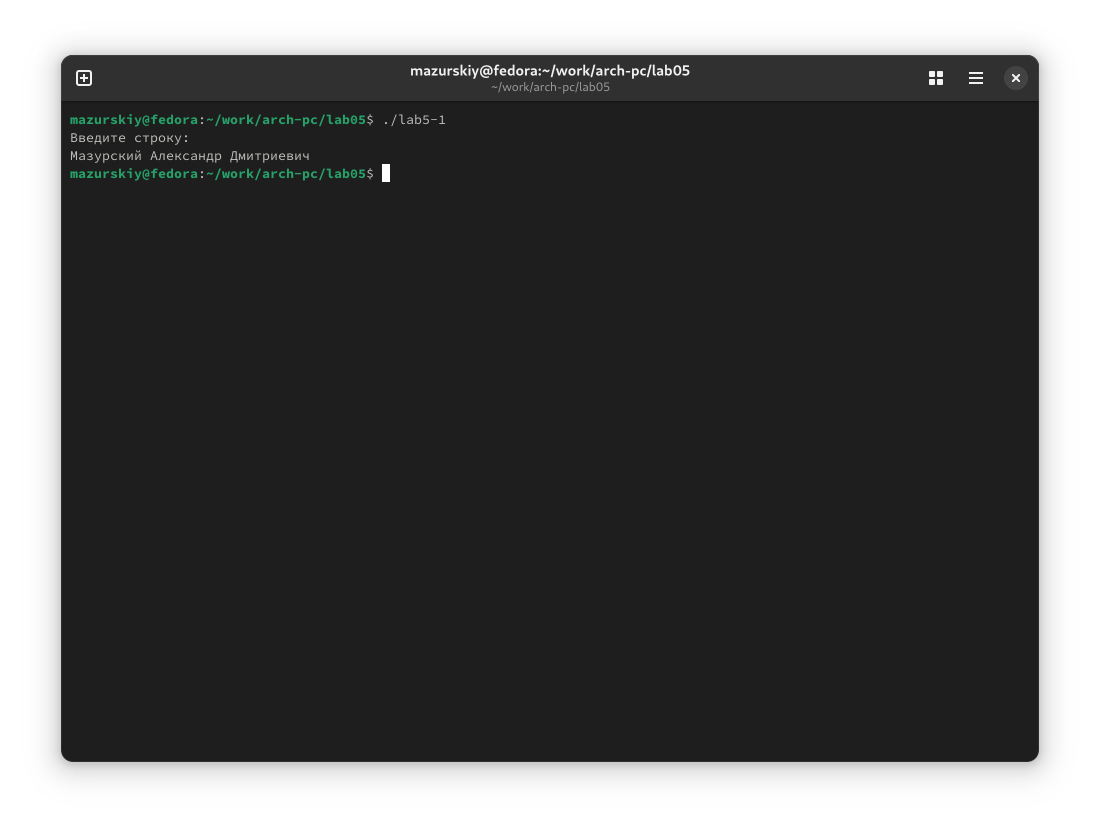 mazurskiy@fedora:~/work/arch-pc/lab05
~/work/arch-pc/lab05
mazurskiy@fedora:~/work/arch-pc/lab05$ ./lab5-1
Введите строку:
Мазурский Александр Дмитриевич
mazurskiy@fedora:~/work/arch-pc/lab05$